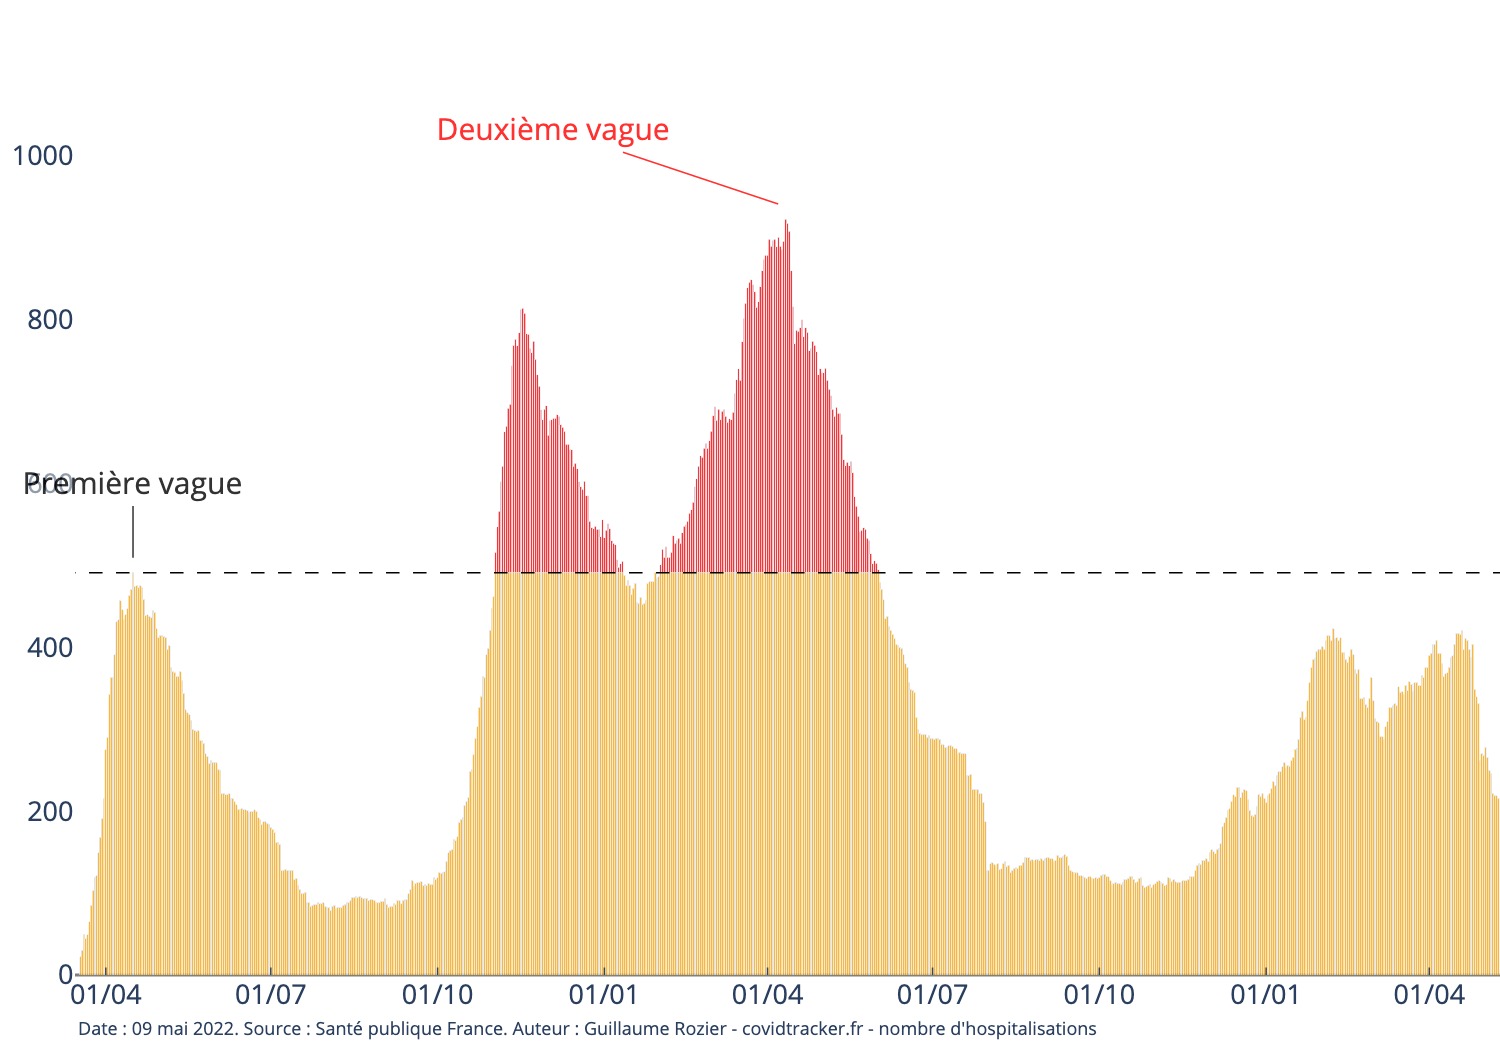 Deuxième vague
1000
800
600
Première vague
400
200
0
01/04 01/07 01/10 01/01 01/04 01/07 01/10 01/01 01/04
Date : 09 mai 2022. Source : Santé publique France. Auteur : Guillaume Rozier - covidtracker.fr - nombre d'hospitalisations